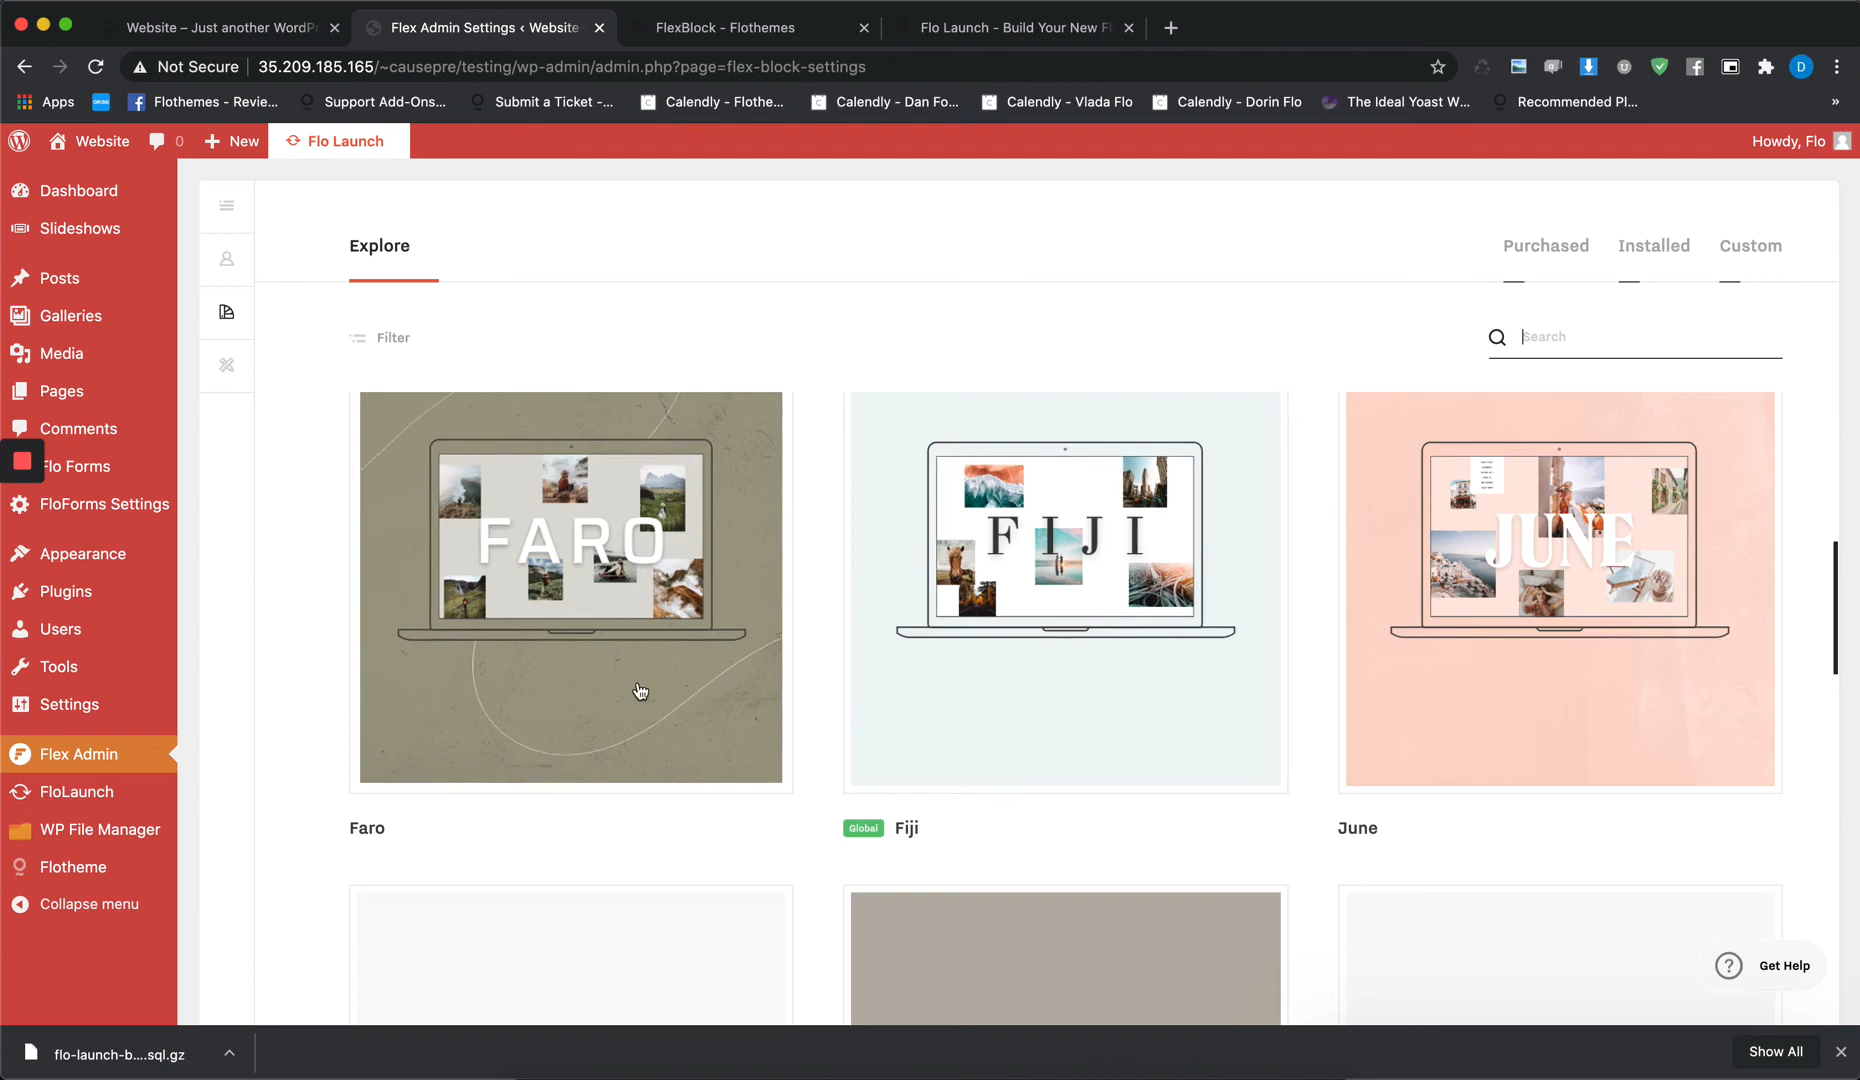 Website – Just another WordPr
Flex Admin Settings ‹ Website
FlexBlock - Flothemes
Flo Launch - Build Your New Fl
Not Secure
35.209.185.165/~causepre/testing/wp-admin/admin.php?page=flex-block-settings
D
Apps
Flothemes - Revie...
Support Add-Ons...
Submit a Ticket -...
Calendly - Flothe...
Calendly - Dan Fo...
Calendly - Vlada Flo
Calendly - Dorin Flo
The Ideal Yoast W...
Recommended Pl...
»
Website
0
New
Flo Launch
Howdy, Flo
Dashboard
Slideshows
Posts
Galleries
Media
Pages
Comments
Flo Forms
FloForms Settings
Appearance
Plugins
Users
Tools
Settings
Flex Admin
FloLaunch
WP File Manager
Flotheme
Collapse menu
Explore
Purchased
Installed
Custom
Filter
Search
FARO
FIJI
JUNE
Faro
Global
Fiji
June
Get Help
flo-launch-b....sql.gz
Show All